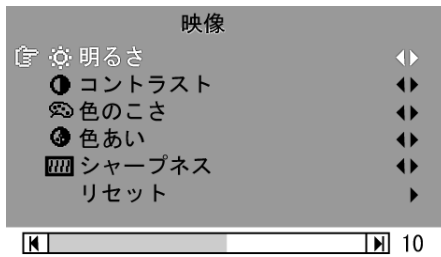 映像
明るさ
コントラスト
色のこさ
色あい
シャープネス
リセット
10